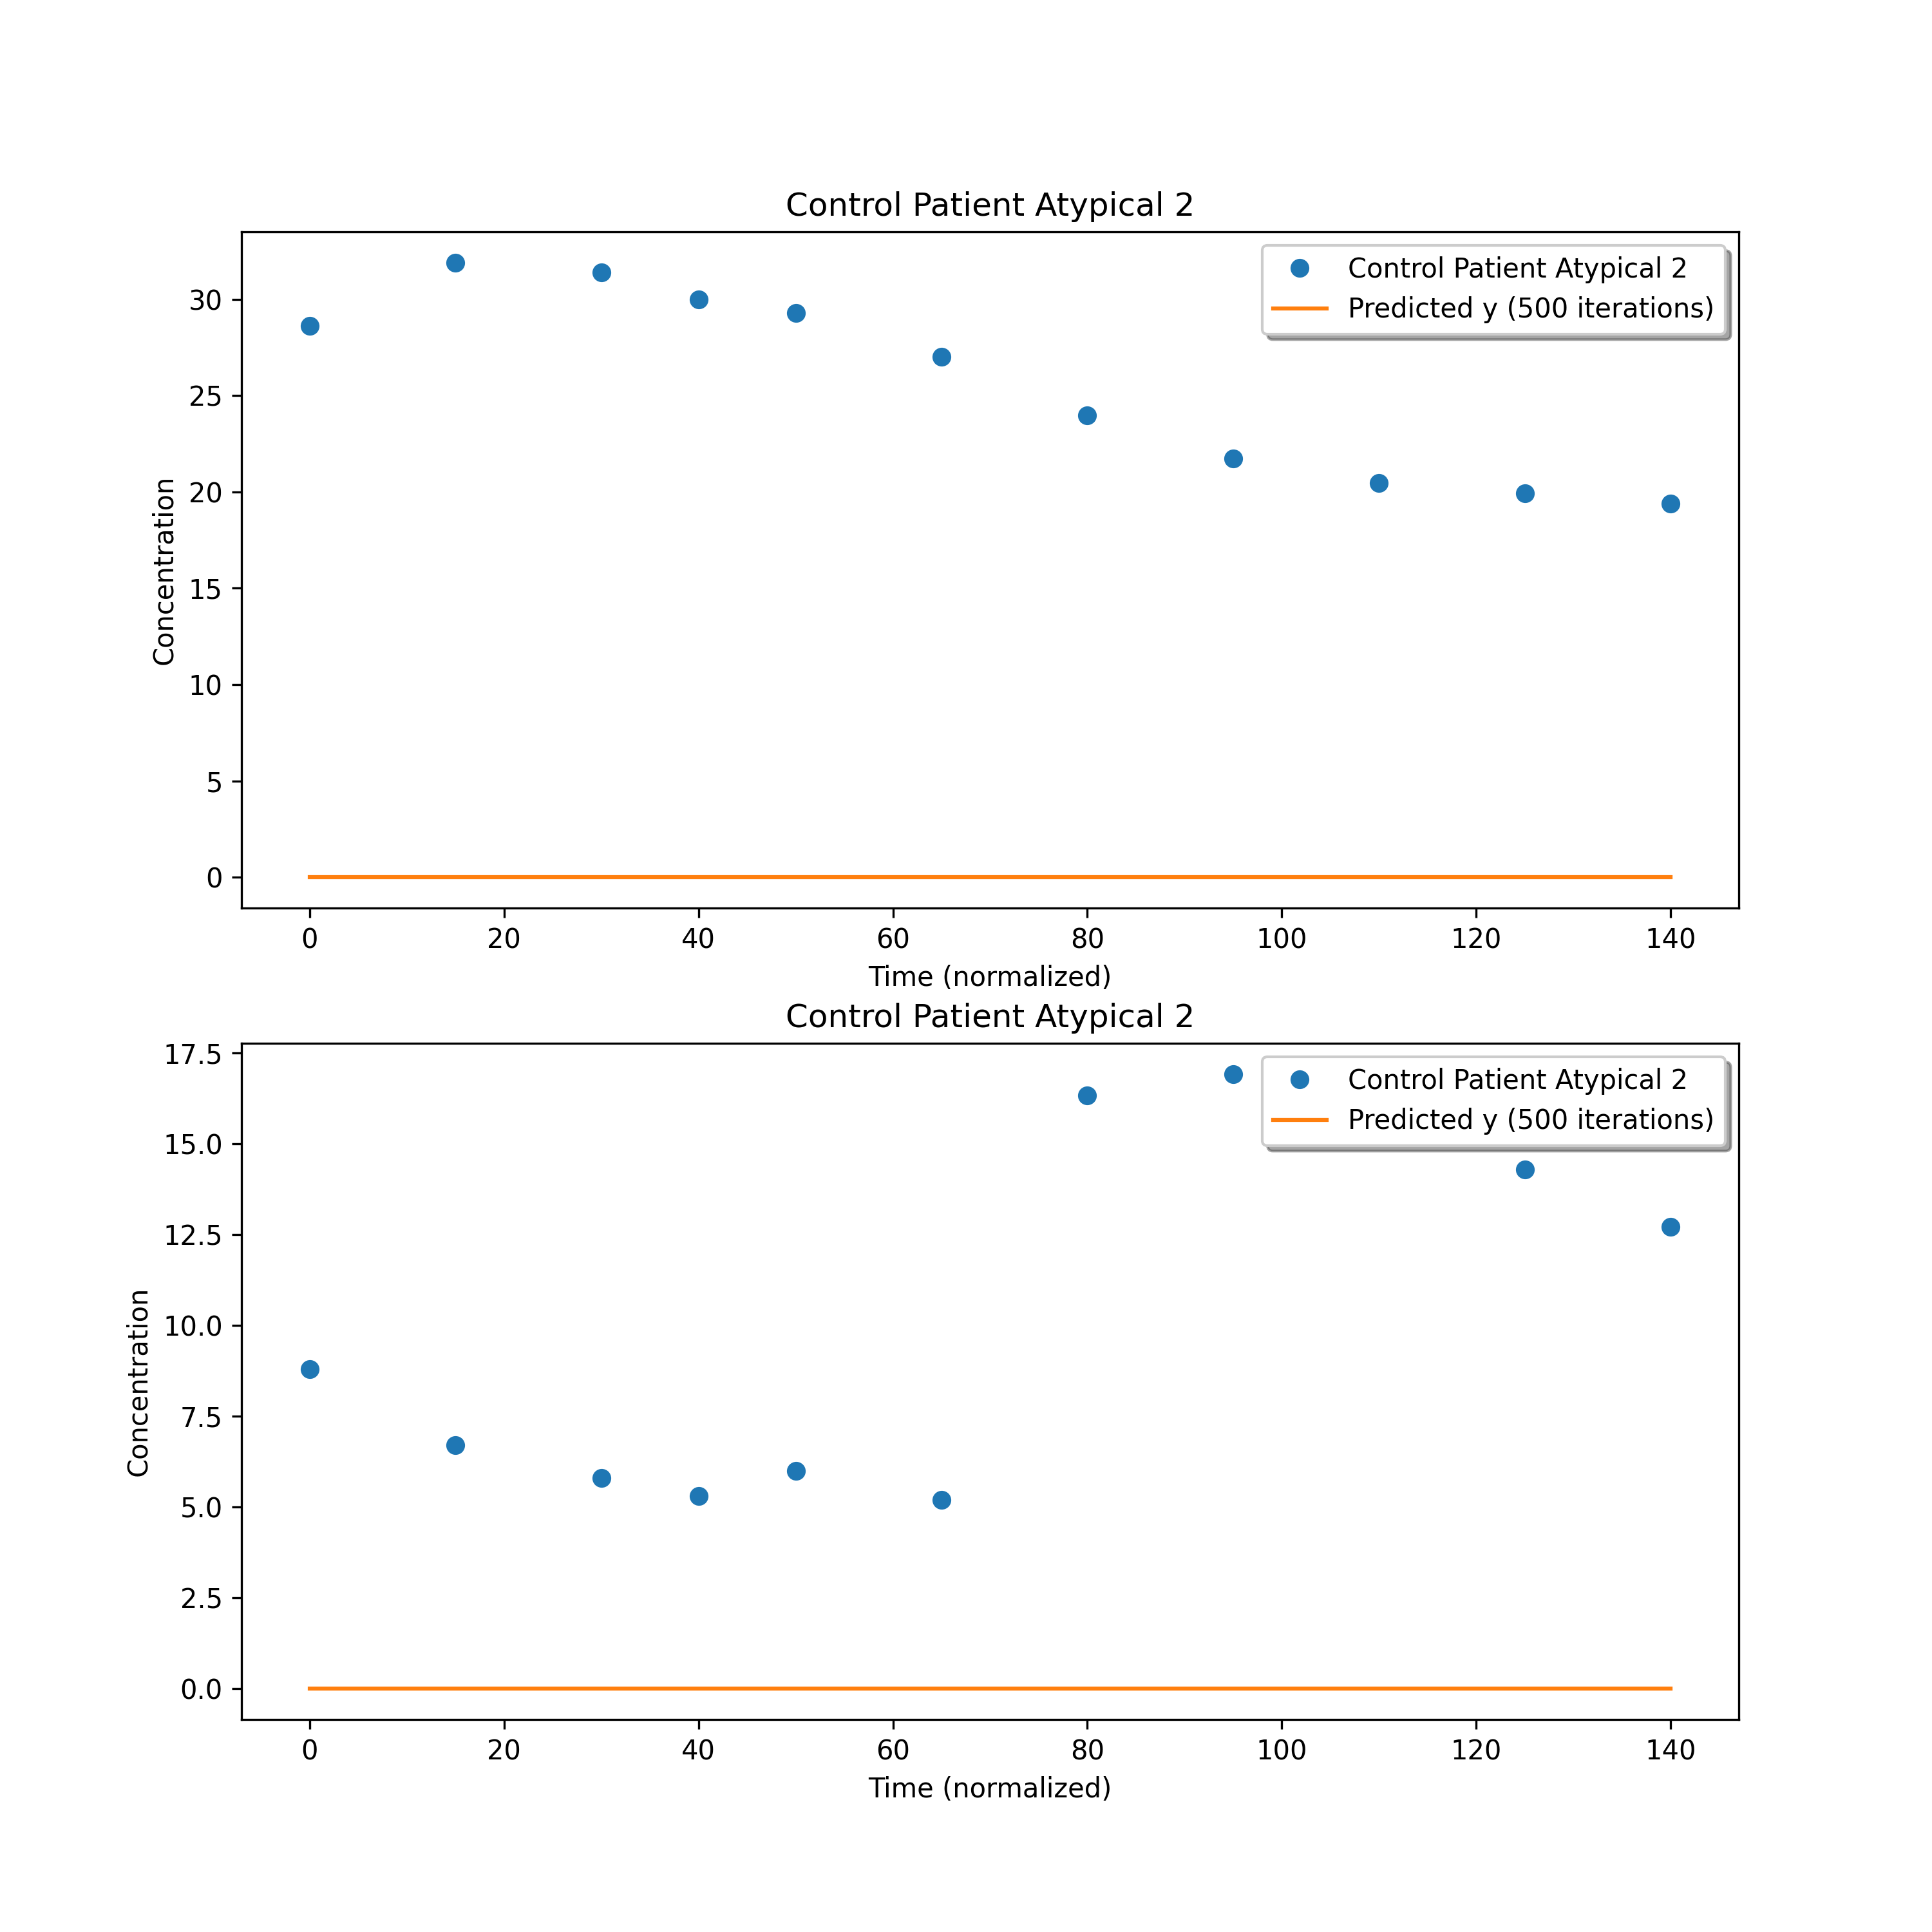 Control Patient Atypical 2
Control Patient Atypical 2
Predicted y (500 iterations)
30
25
20
15
10
5
0
Concentration
0 20 40 60 80 100 120 140
Time (normalized)
Control Patient Atypical 2
Control Patient Atypical 2
Predicted y (500 iterations)
17.5
15.0
12.5
10.0
7.5
5.0
2.5
0.0
Concentration
0 20 40 60 80 100 120 140
Time (normalized)